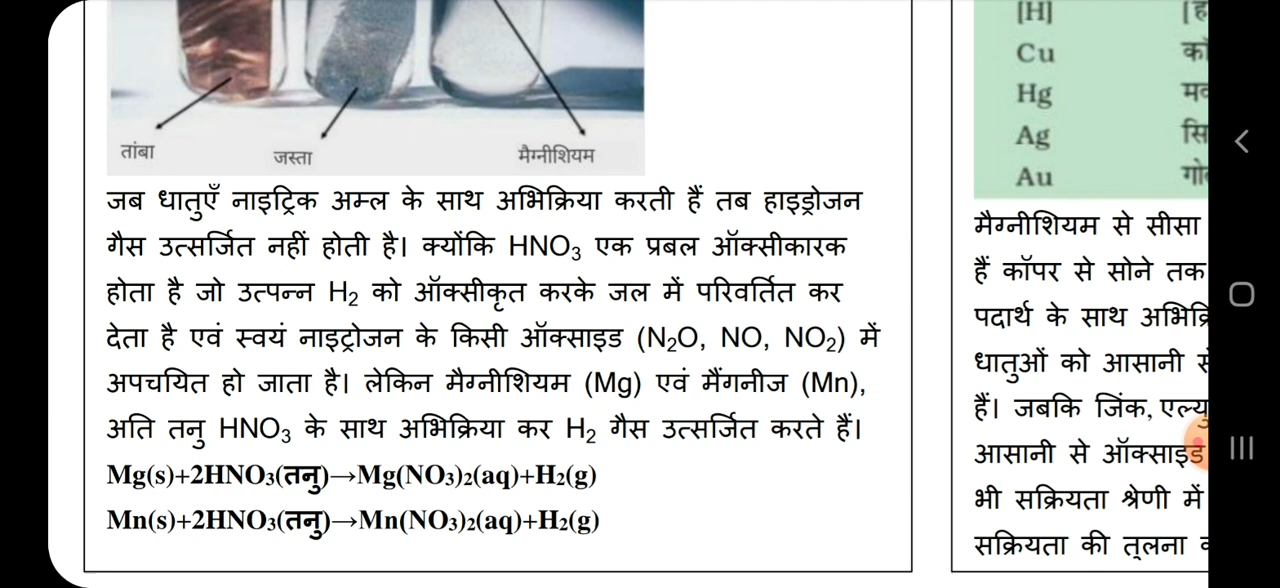 तांबा
जस्ता
मैग्नीशियम
जब धातुएँ नाइट्रिक अम्ल के साथ अभिक्रिया करती हैं तब हाइड्रोजन
गैस उत्सर्जित नहीं होती है। क्योंकि HNO₃ एक प्रबल ऑक्सीकारक
होता है जो उत्पन्न H₂ को ऑक्सीकृत करके जल में परिवर्तित कर
देता है एवं स्वयं नाइट्रोजन के किसी ऑक्साइड (N₂O, NO, NO₂) में
अपचयित हो जाता है। लेकिन मैग्नीशियम (Mg) एवं मैंगनीज (Mn),
अति तनु HNO₃ के साथ अभिक्रिया कर H₂ गैस उत्सर्जित करते हैं।
Mg(s)+2HNO₃(तनु)→Mg(NO₃)₂(aq)+H₂(g)
Mn(s)+2HNO₃(तनु)→Mn(NO₃)₂(aq)+H₂(g)
[H]
Cu
Hg
Ag
Au
मैग्नीशियम से सीसा
हैं कॉपर से सोने तक
पदार्थ के साथ
धातुओं को आसानी
हैं। जबकि जिंक,
आसानी से ऑक्साइड
भी सक्रियता श्रेणी में
सक्रियता की तुलना